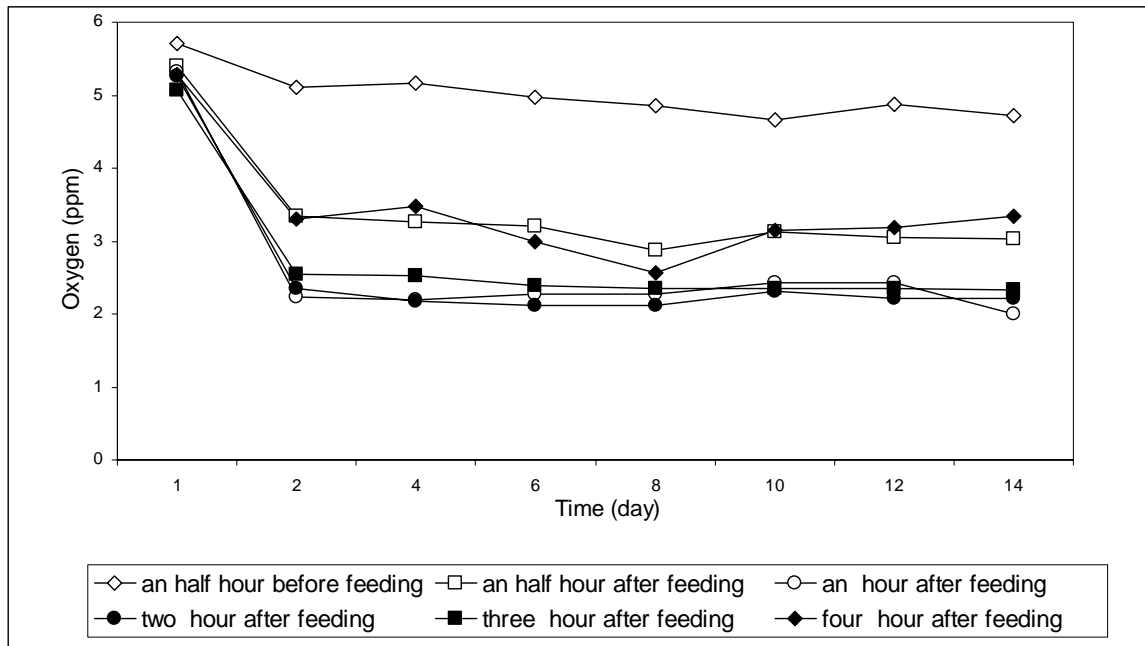 6
5
4
3
2
1
0
Oxygen (ppm)
1 2 4 6 8 10 12 14
Time (day)
an half hour before feeding an half hour after feeding an hour after feeding
two hour after feeding three hour after feeding four hour after feeding